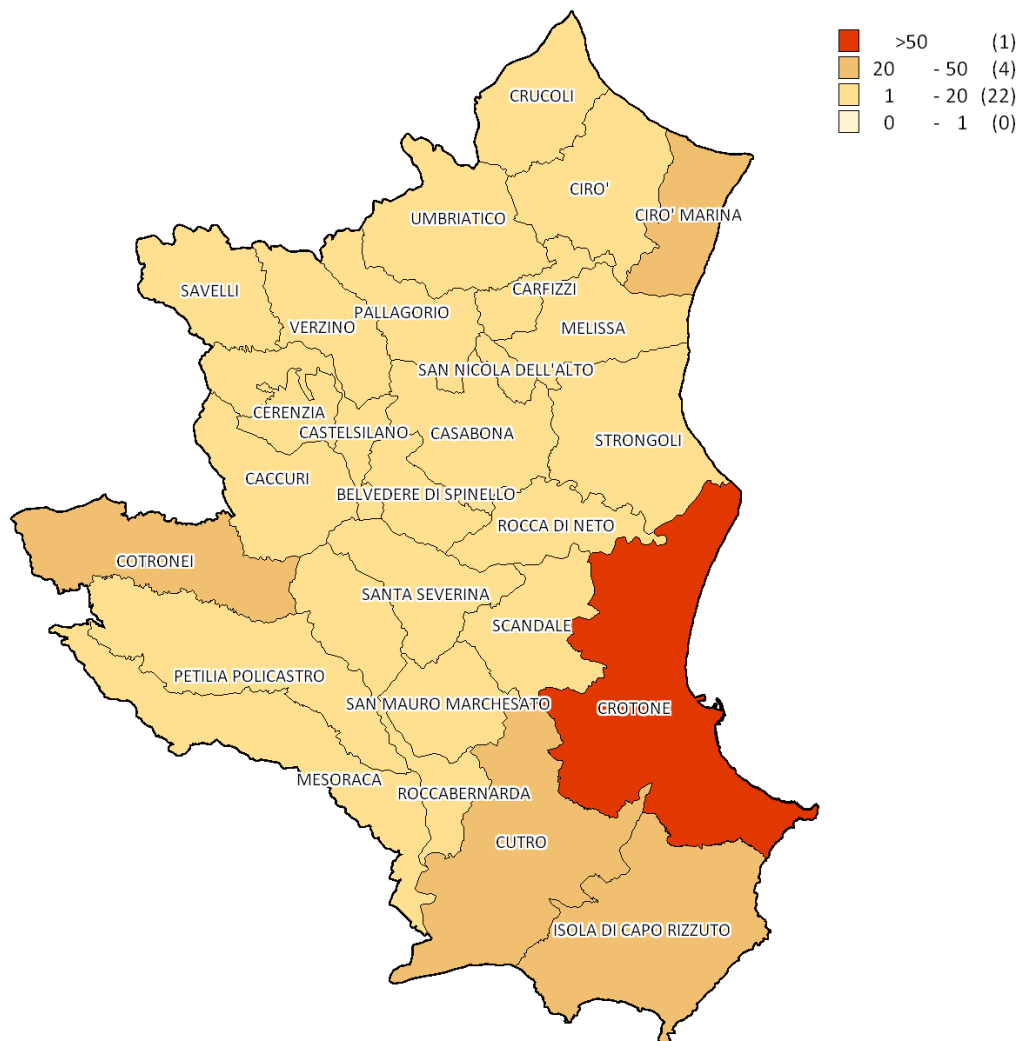 >50 (1)
20 - 50 (4)
1 - 20 (22)
0 - 1 (0)
CRUCOLI
CIRO'
UMBRIATICO
CIRO' MARINA
SAVELLI
CARFIZZI
PALLAGORIO
VERZINO
MELISSA
SAN NICOLA DELL'ALTO
CERENZIA
CASTELSILANO
CASABONA
STRONGOLI
CACCURI
BELVEDERE DI SPINELLO
ROCCA DI NETO
COTRONEI
SANTA SEVERINA
SCANDALE
PETILIA POLICASTRO
SAN MAURO MARCHESATO
CROTONE
MESORACA
ROCCABERNARDA
CUTRO
ISOLA DI CAPO RIZZUTO